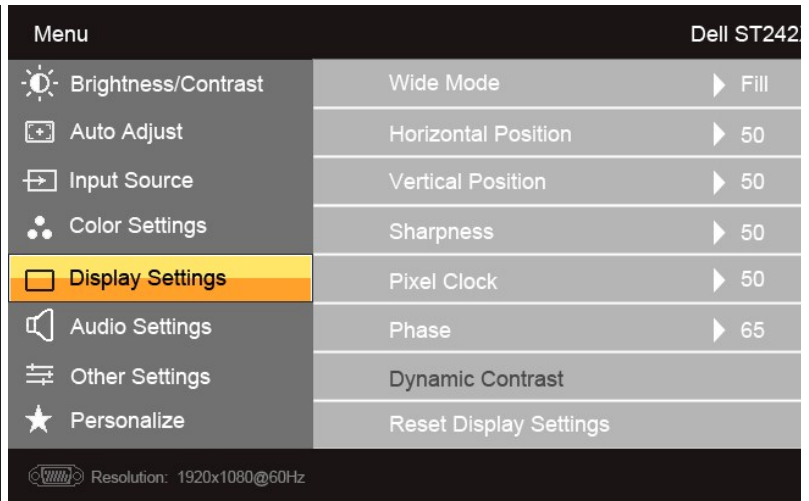 Menu Dell ST242
Brightness/Contrast Wide Mode Fill
Auto Adjust Horizontal Position 50
Input Source Vertical Position 50
Color Settings Sharpness 50
Display Settings Pixel Clock 50
Audio Settings Phase 65
Other Settings Dynamic Contrast
Personalize Reset Display Settings
Resolution: 1920x1080@60Hz